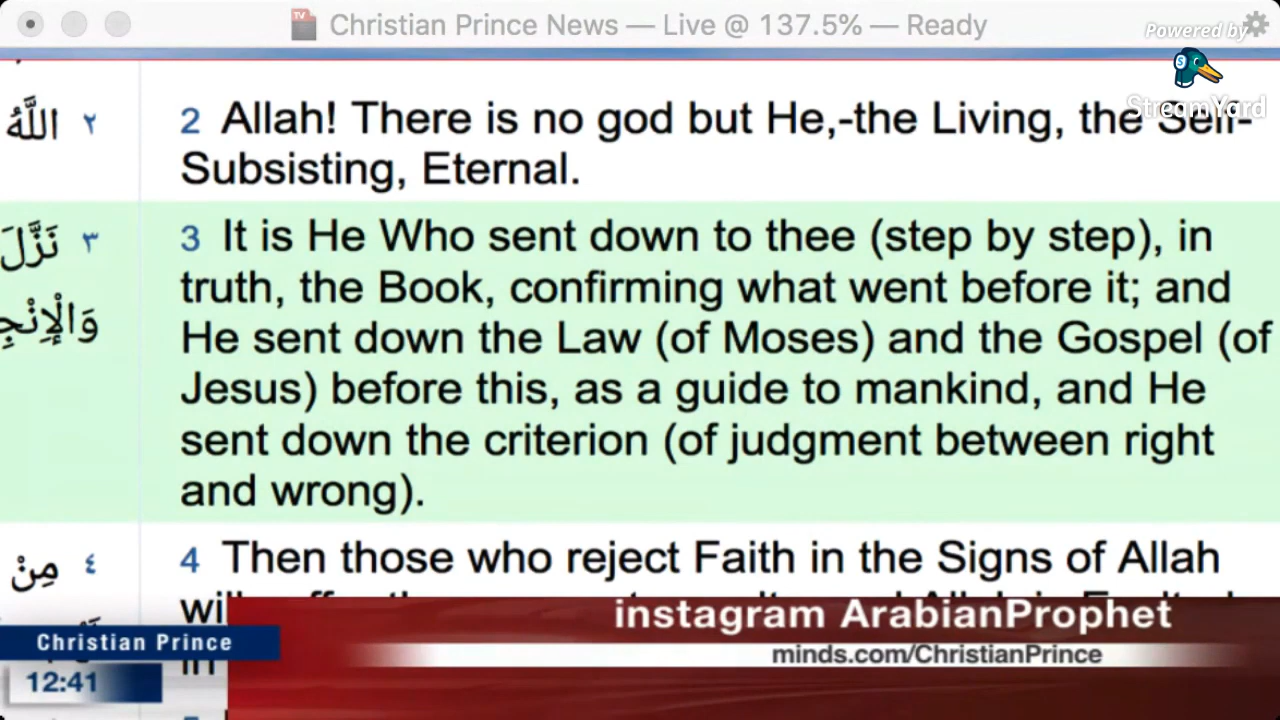 Christian Prince News — Live @ 137.5% — Ready
Powered by
StreamYard
2 Allah! There is no god but He,-the Living, the Self-
Subsisting, Eternal.
٢ اللَّهُ
3 It is He Who sent down to thee (step by step), in
truth, the Book, confirming what went before it; and
He sent down the Law (of Moses) and the Gospel (of
Jesus) before this, as a guide to mankind, and He
sent down the criterion (of judgment between right
and wrong).
٣ نَزَّلَ
4 Then those who reject Faith in the Signs of Allah
٤ مِنْ
instagram ArabianProphet
minds.com/ChristianPrince
Christian Prince
12:41